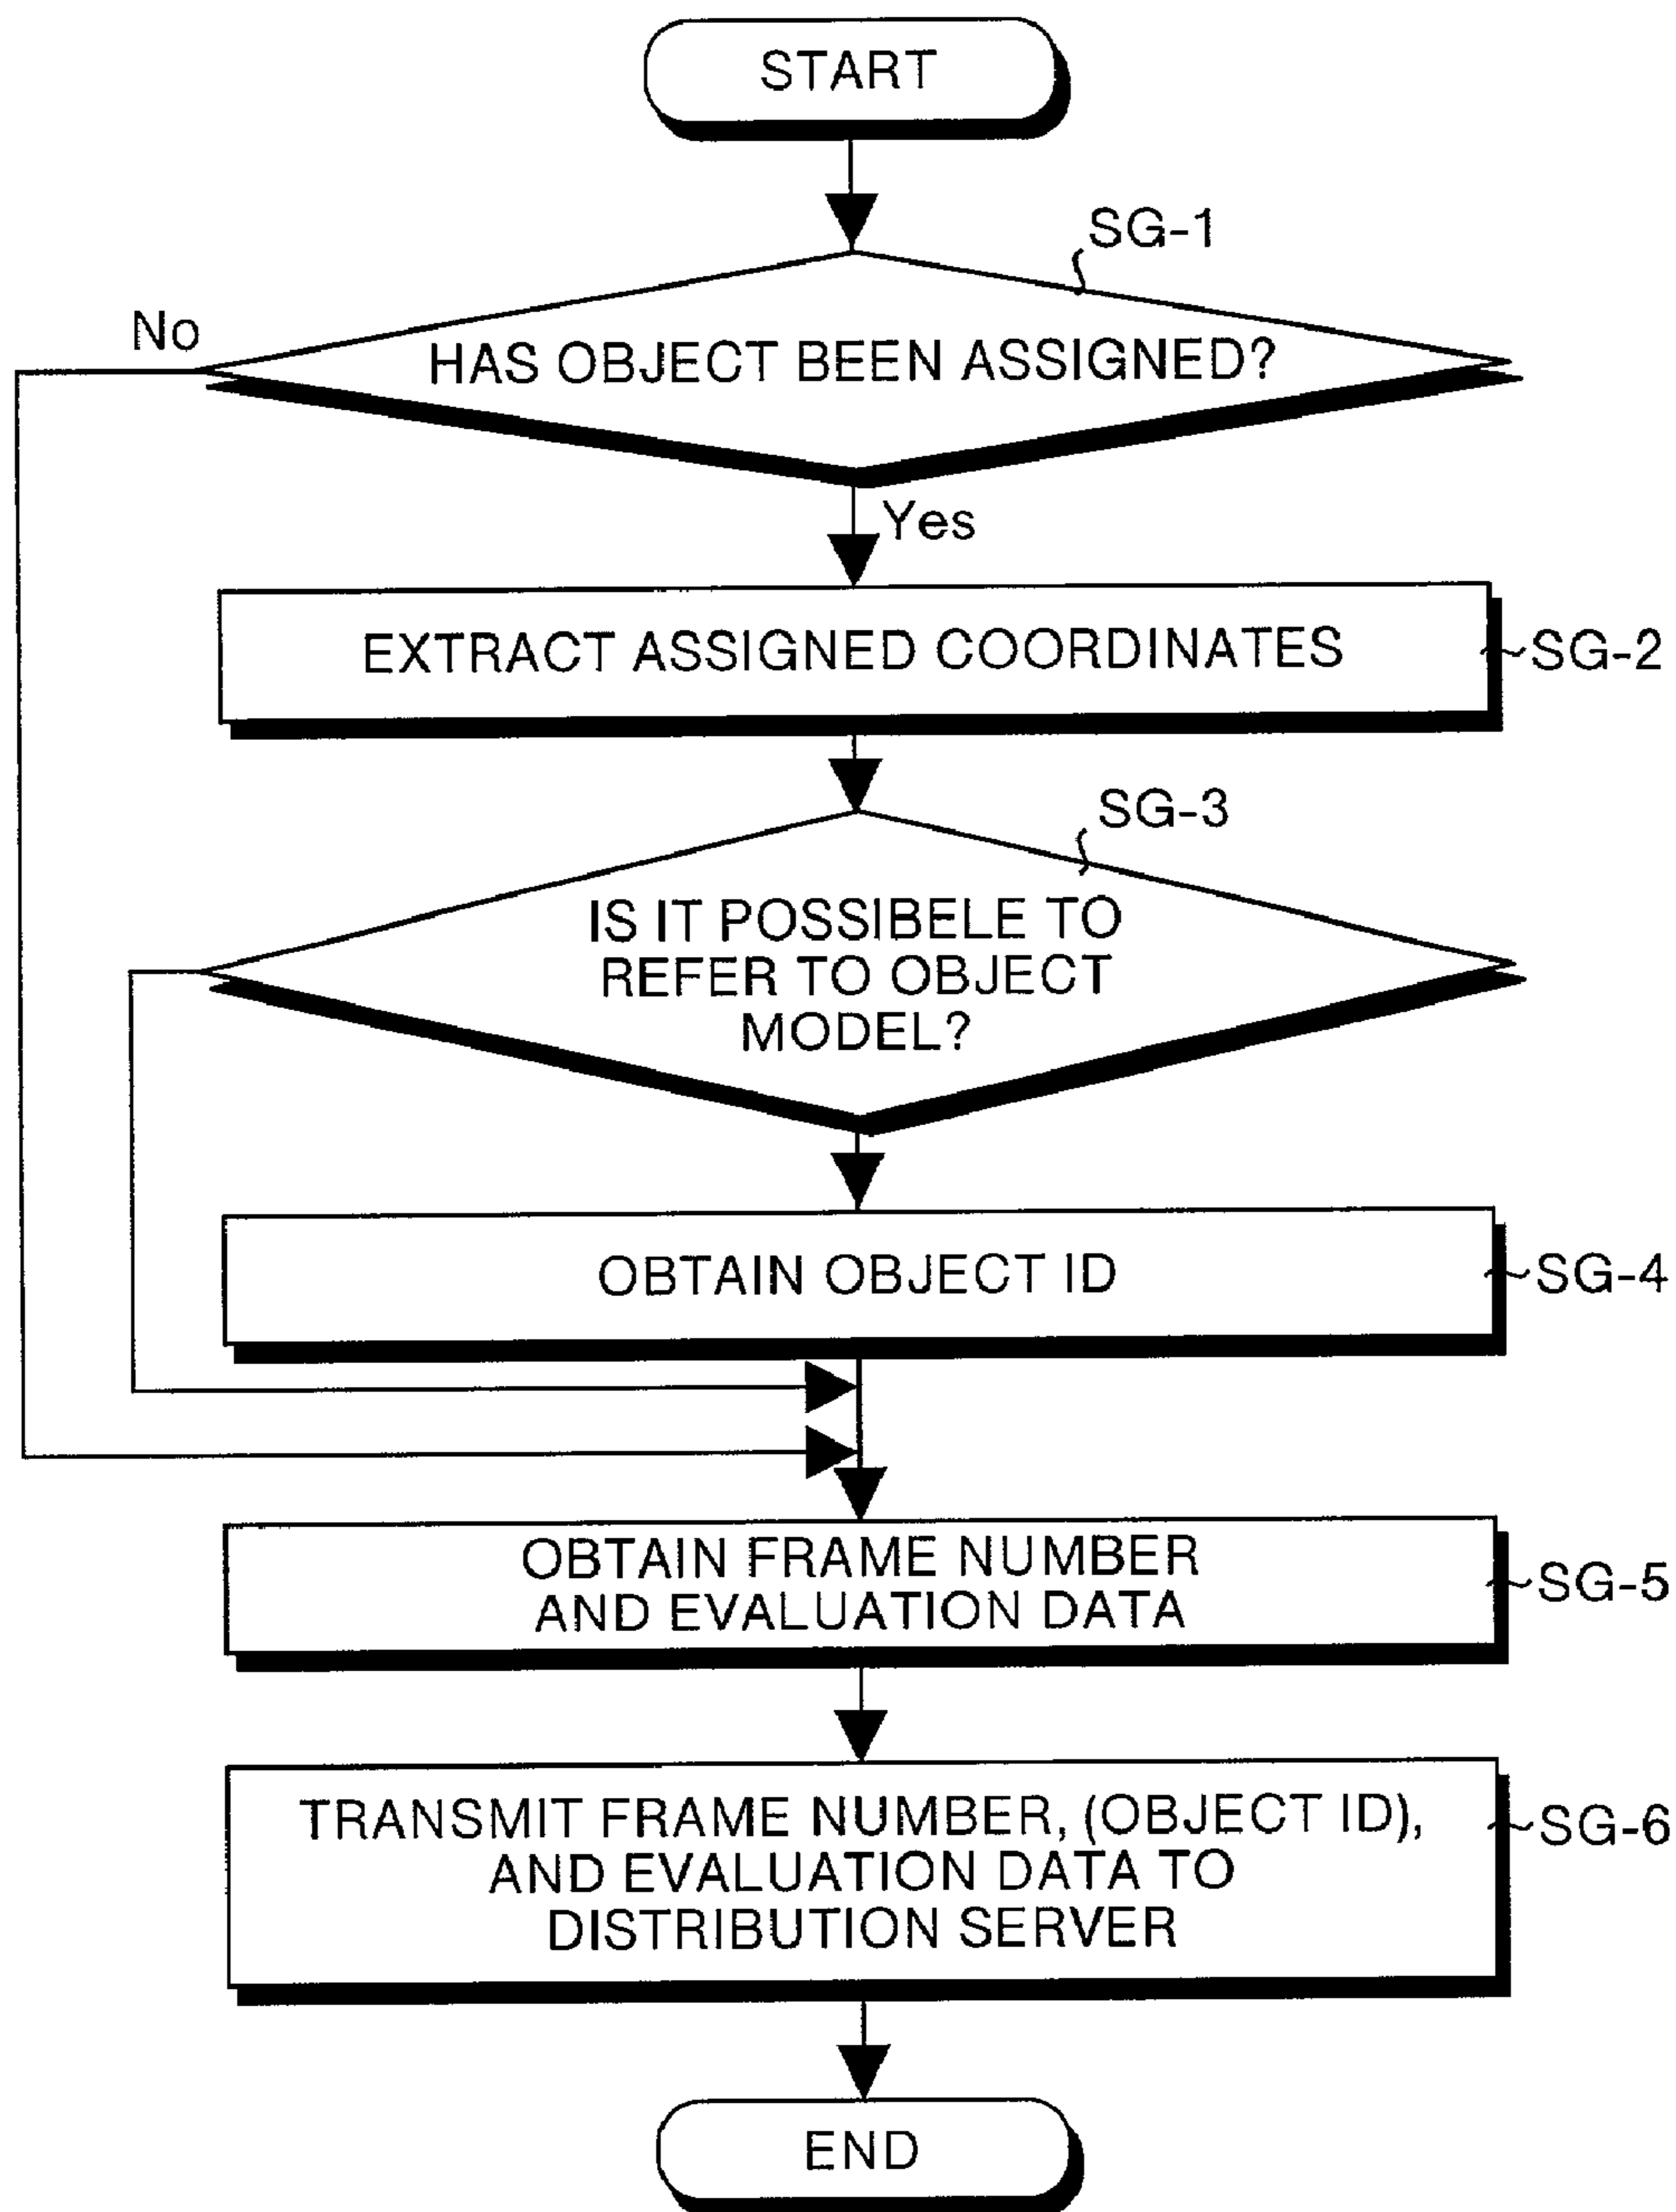 START
SG-1
No
HAS OBJECT BEEN ASSIGNED?
Yes
EXTRACT ASSIGNED COORDINATES
SG-2
SG-3
IS IT POSSIBELE TO
REFER TO OBJECT
MODEL?
OBTAIN OBJECT ID
SG-4
OBTAIN FRAME NUMBER
AND EVALUATION DATA
SG-5
TRANSMIT FRAME NUMBER, (OBJECT ID),
AND EVALUATION DATA TO
DISTRIBUTION SERVER
SG-6
END